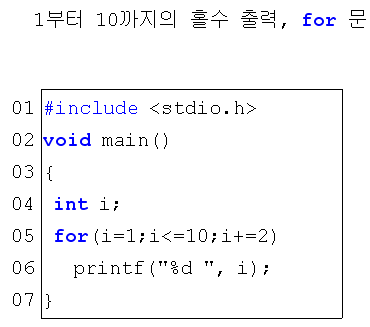 1부터 10까지의 홀수 출력, for 문
01 #include <stdio.h>
02 void main()
03 {
04 int i;
05 for(i=1;i<=10;i+=2)
06 printf("%d ", i);
07 }